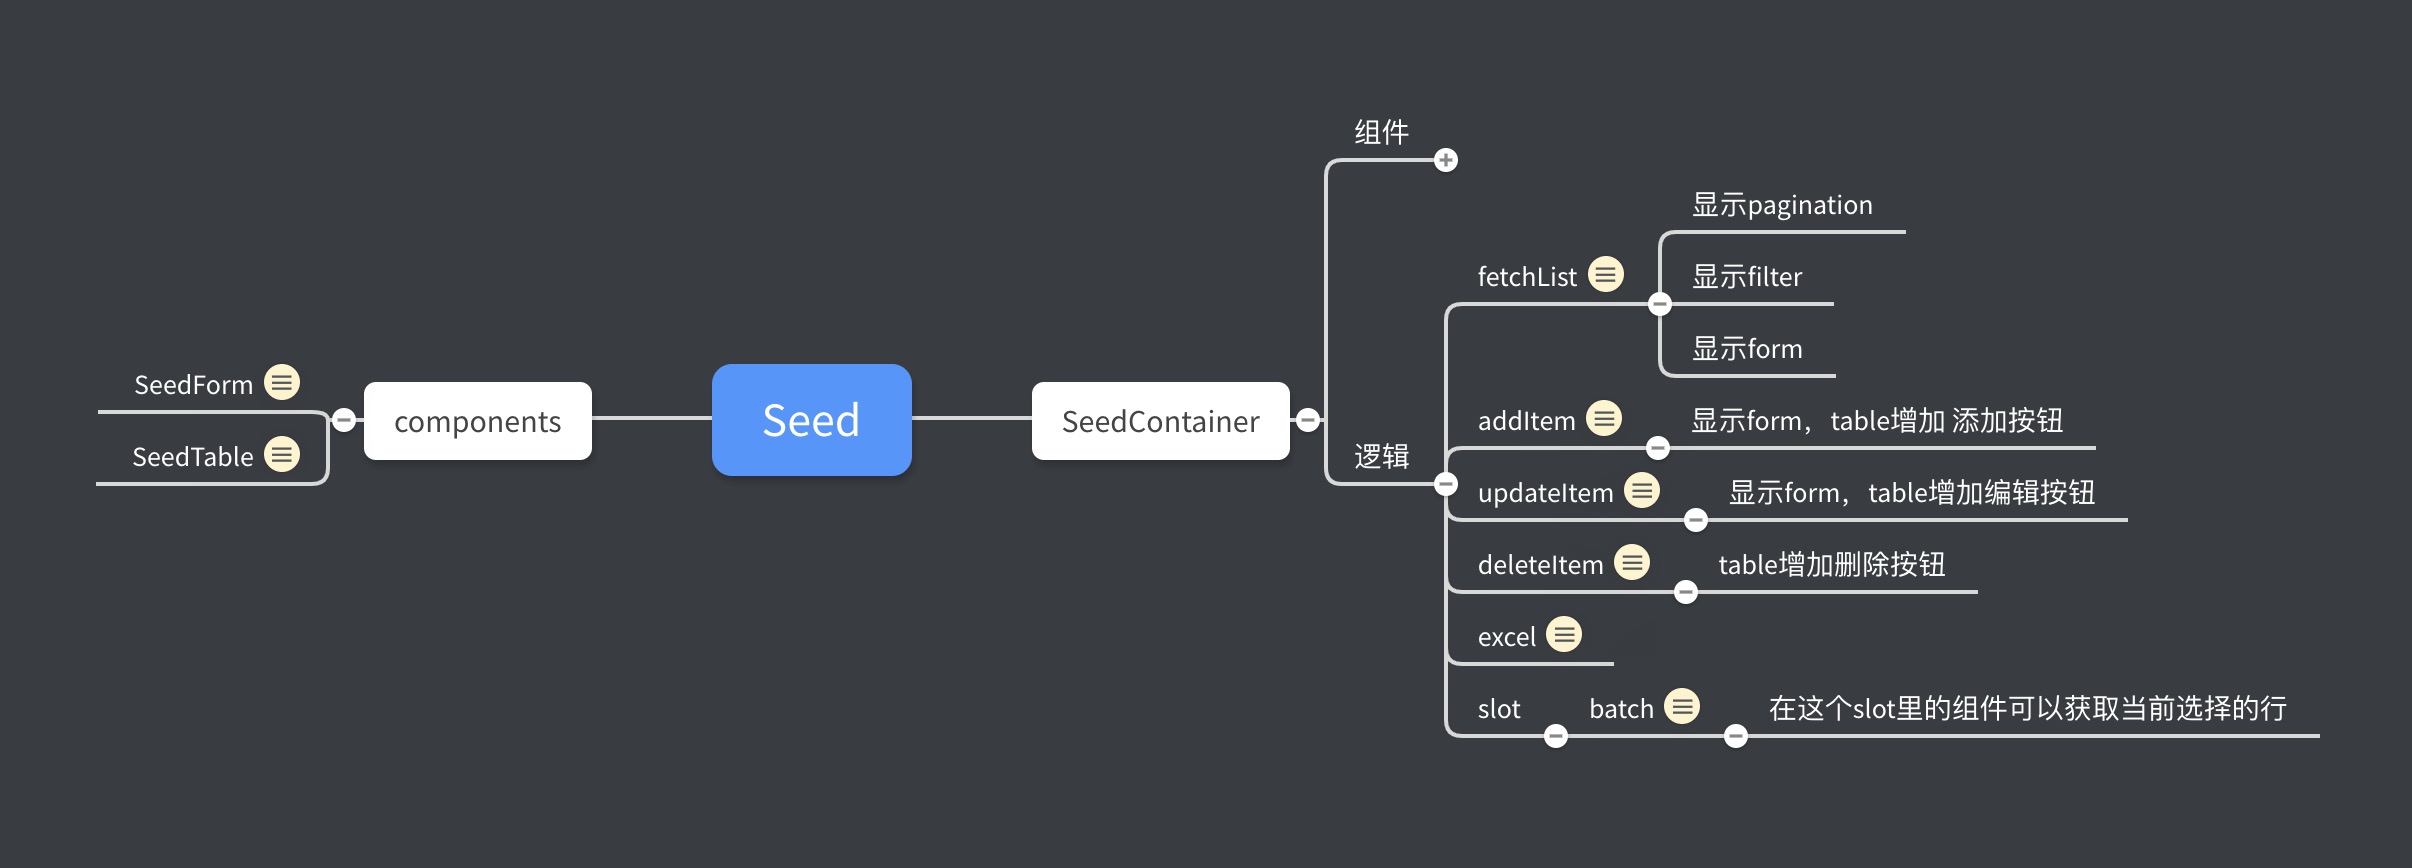 Seed
components
SeedForm
SeedTable
SeedContainer
组件
逻辑
fetchList
显示pagination
显示filter
显示form
addItem
显示form，table增加 添加按钮
updateItem
显示form，table增加编辑按钮
deleteItem
table增加删除按钮
excel
slot
batch
在这个slot里的组件可以获取当前选择的行